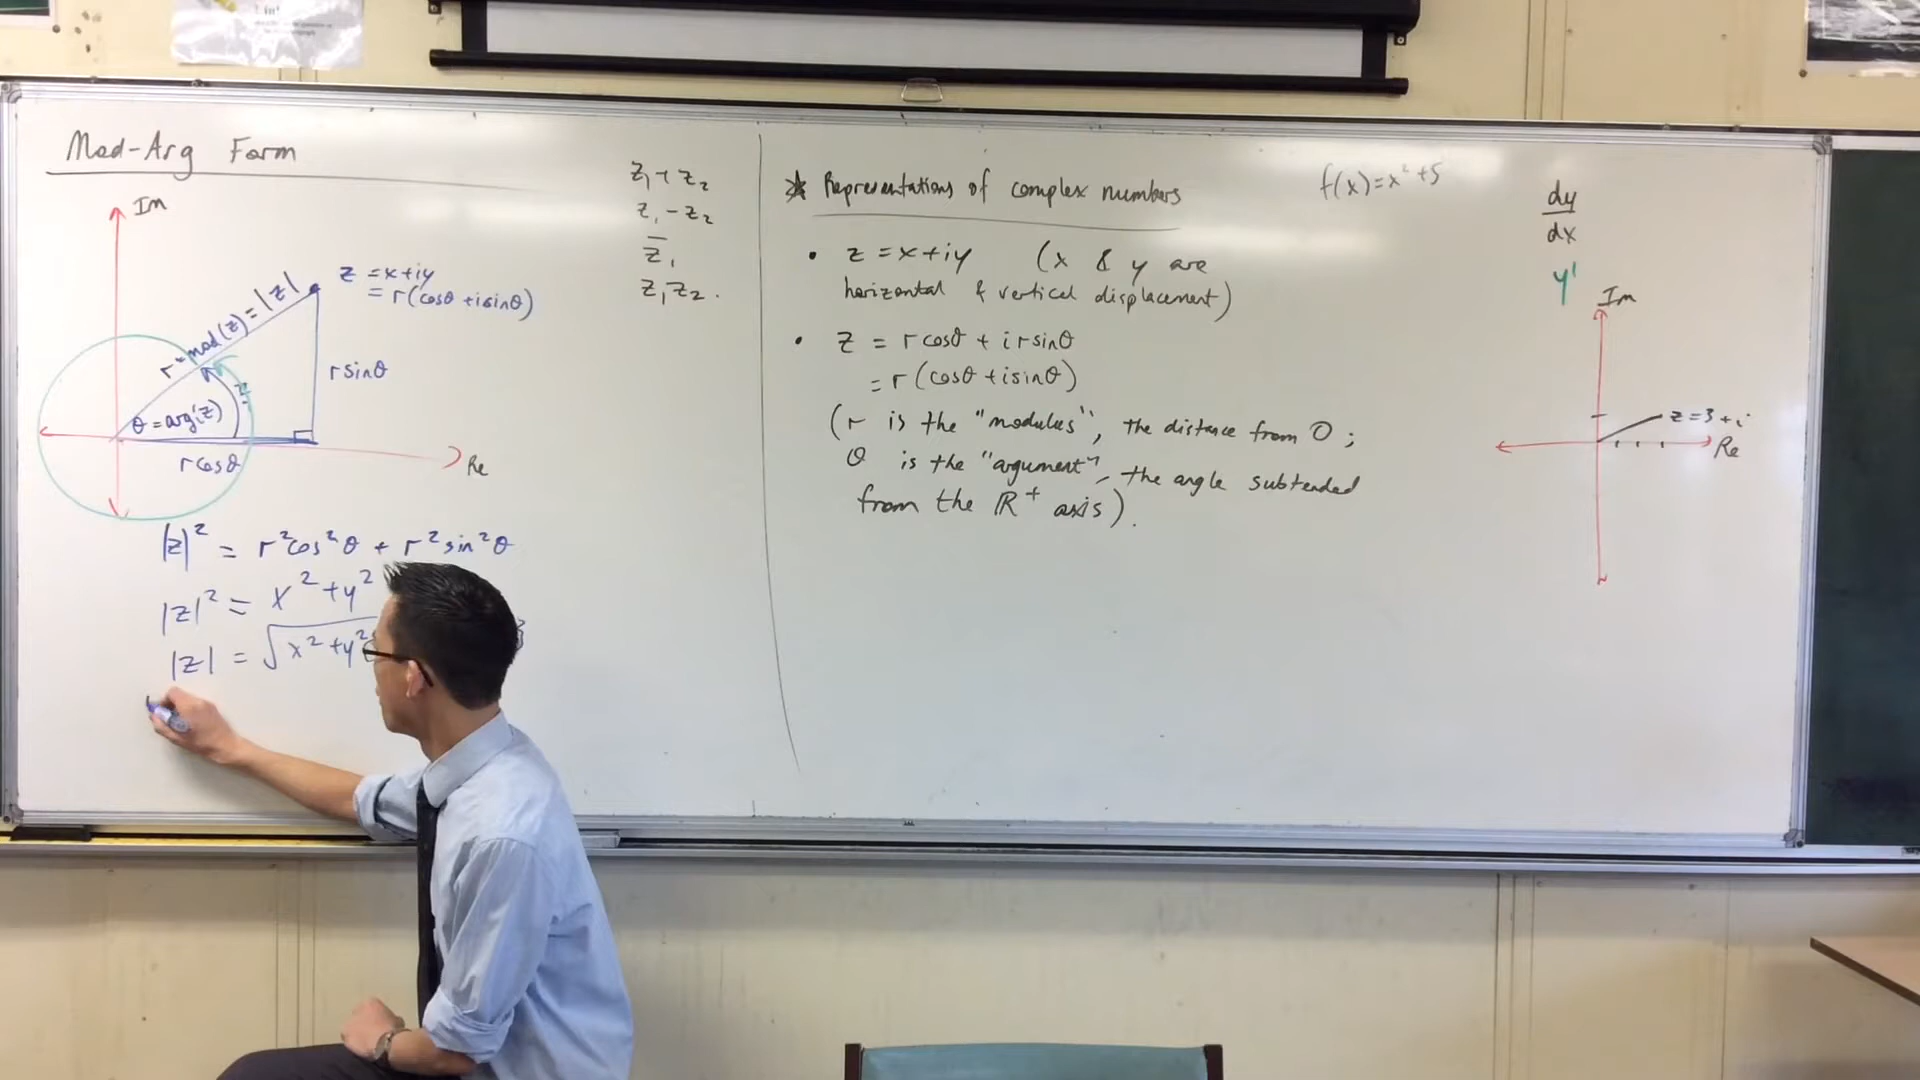 Mod-Arg Form
Im
z = x+iy
= r(cosθ + isinθ)
r = mod(z) = |z|
r sinθ
θ = arg(z)
r cosθ
Re
|z|² = r²cos²θ + r²sin²θ
|z|² = x² + y²
|z| = √x² + y²
z₁ + z₂
z₁ - z₂
z̄₁
z₁z₂.
★ Representations of complex numbers
• z = x+iy (x & y are
horizontal & vertical displacement)
• z = r cosθ + i r sinθ
= r(cosθ + isinθ)
(r is the "modulus", the distance from O;
θ is the "argument", the angle subtended
from the ℝ⁺ axis).
f(x) = x² + 5
dy
dx
y'
Im
z = 3 + i
Re